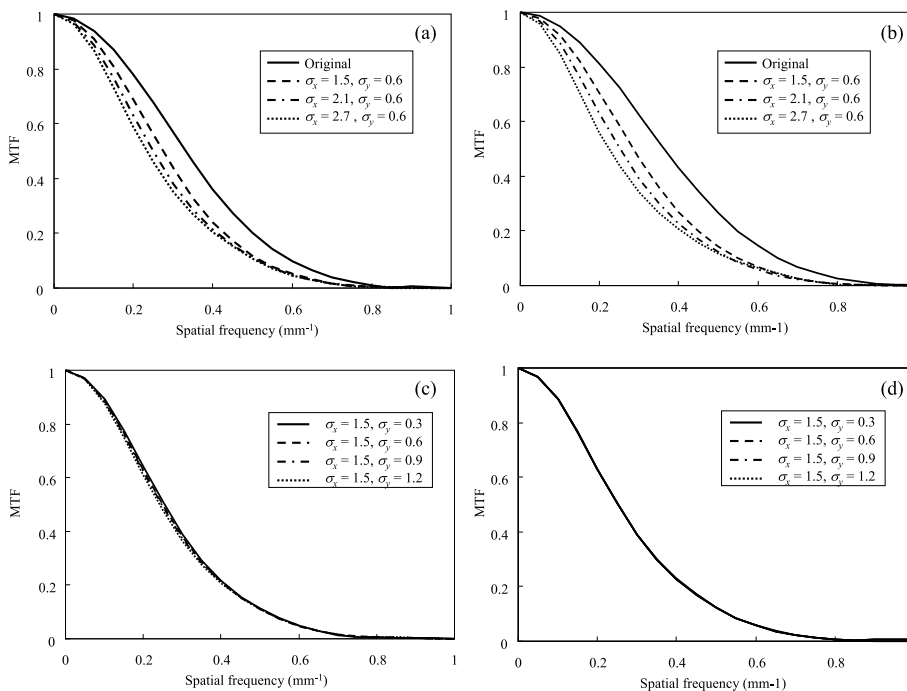 (a)
Original
σx = 1.5, σy = 0.6
σx = 2.1, σy = 0.6
σx = 2.7 , σy = 0.6
1
0.8
0.6
0.4
0.2
0
MTF
0 0.2 0.4 0.6 0.8 1
Spatial frequency (mm-1)
(b)
Original
σx = 1.5, σy = 0.6
σx = 2.1, σy = 0.6
σx = 2.7 , σy = 0.6
1
0.8
0.6
0.4
0.2
0
MTF
0 0.2 0.4 0.6 0.8
Spatial frequency (mm-1)
(c)
σx = 1.5, σy = 0.3
σx = 1.5, σy = 0.6
σx = 1.5, σy = 0.9
σx = 1.5, σy = 1.2
1
0.8
0.6
0.4
0.2
0
MTF
0 0.2 0.4 0.6 0.8 1
Spatial frequency (mm-1)
(d)
σx = 1.5, σy = 0.3
σx = 1.5, σy = 0.6
σx = 1.5, σy = 0.9
σx = 1.5, σy = 1.2
1
0.8
0.6
0.4
0.2
0
MTF
0 0.2 0.4 0.6 0.8
Spatial frequency (mm-1)